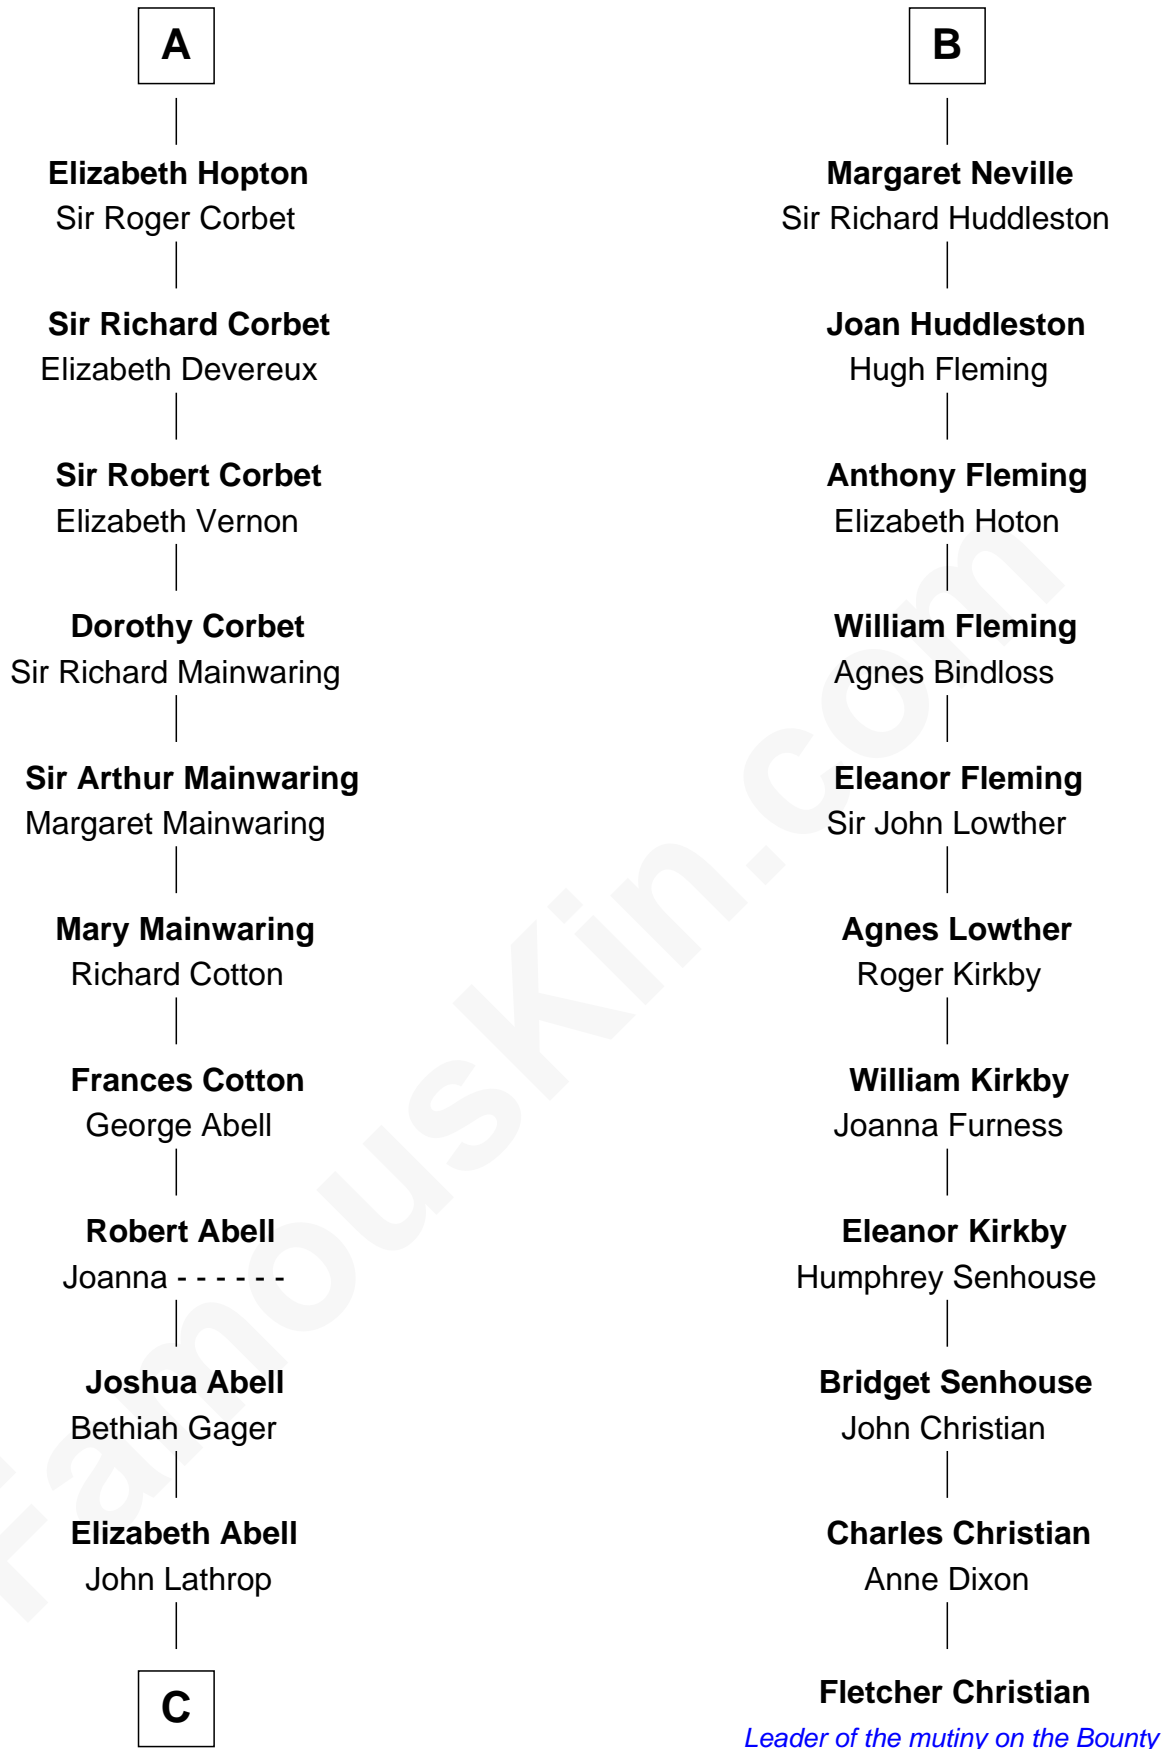 A
Elizabeth Hopton
Sir Roger Corbet
Sir Richard Corbet
Elizabeth Devereux
Sir Robert Corbet
Elizabeth Vernon
Dorothy Corbet
Sir Richard Mainwaring
Sir Arthur Mainwaring
Margaret Mainwaring
Mary Mainwaring
Richard Cotton
Frances Cotton
George Abell
Robert Abell
Joanna - - - - - -
Joshua Abell
Bethiah Gager
Elizabeth Abell
John Lathrop
C
B
Margaret Neville
Sir Richard Huddleston
Joan Huddleston
Hugh Fleming
Anthony Fleming
Elizabeth Hoton
William Fleming
Agnes Bindloss
Eleanor Fleming
Sir John Lowther
Agnes Lowther
Roger Kirkby
William Kirkby
Joanna Furness
Eleanor Kirkby
Humphrey Senhouse
Bridget Senhouse
John Christian
Charles Christian
Anne Dixon
Fletcher Christian
Leader of the mutiny on the Bounty
FamousKin.com